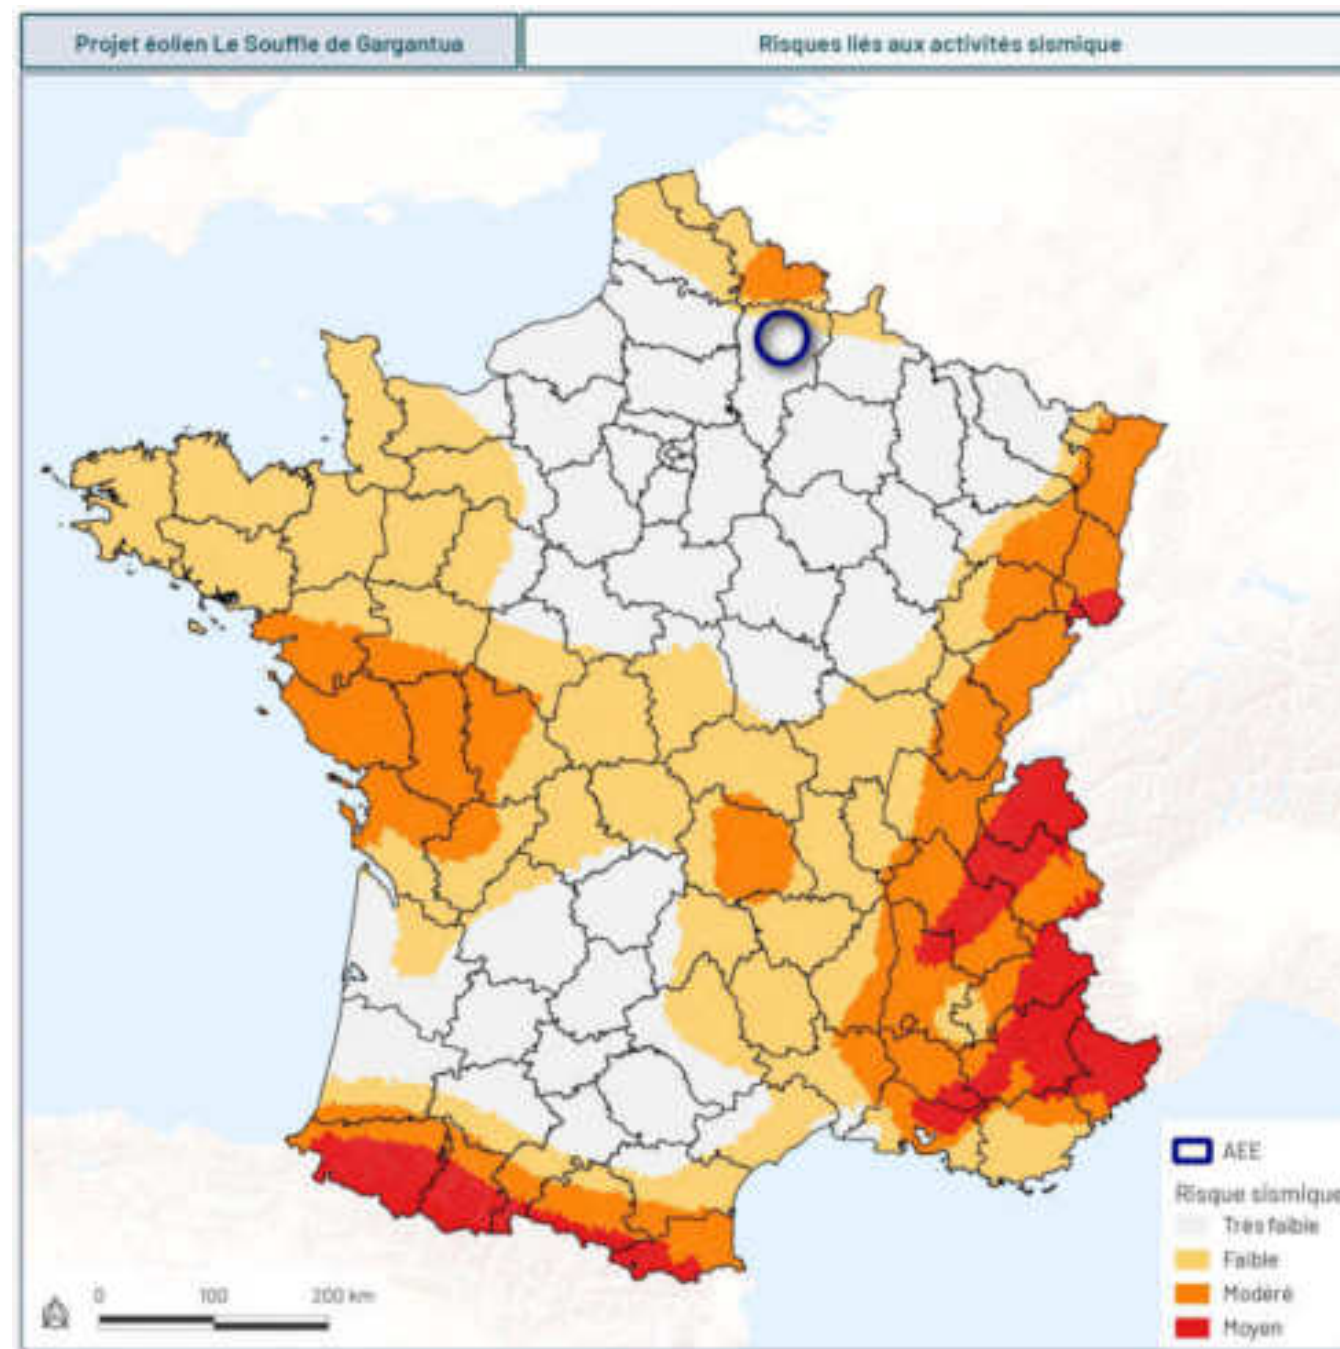 Projet éolien Le Souffle de Gargantua
Risques liés aux activités sismique
AEE
Risque sismique
Très faible
Faible
Modéré
Moyen
0 100 200 km